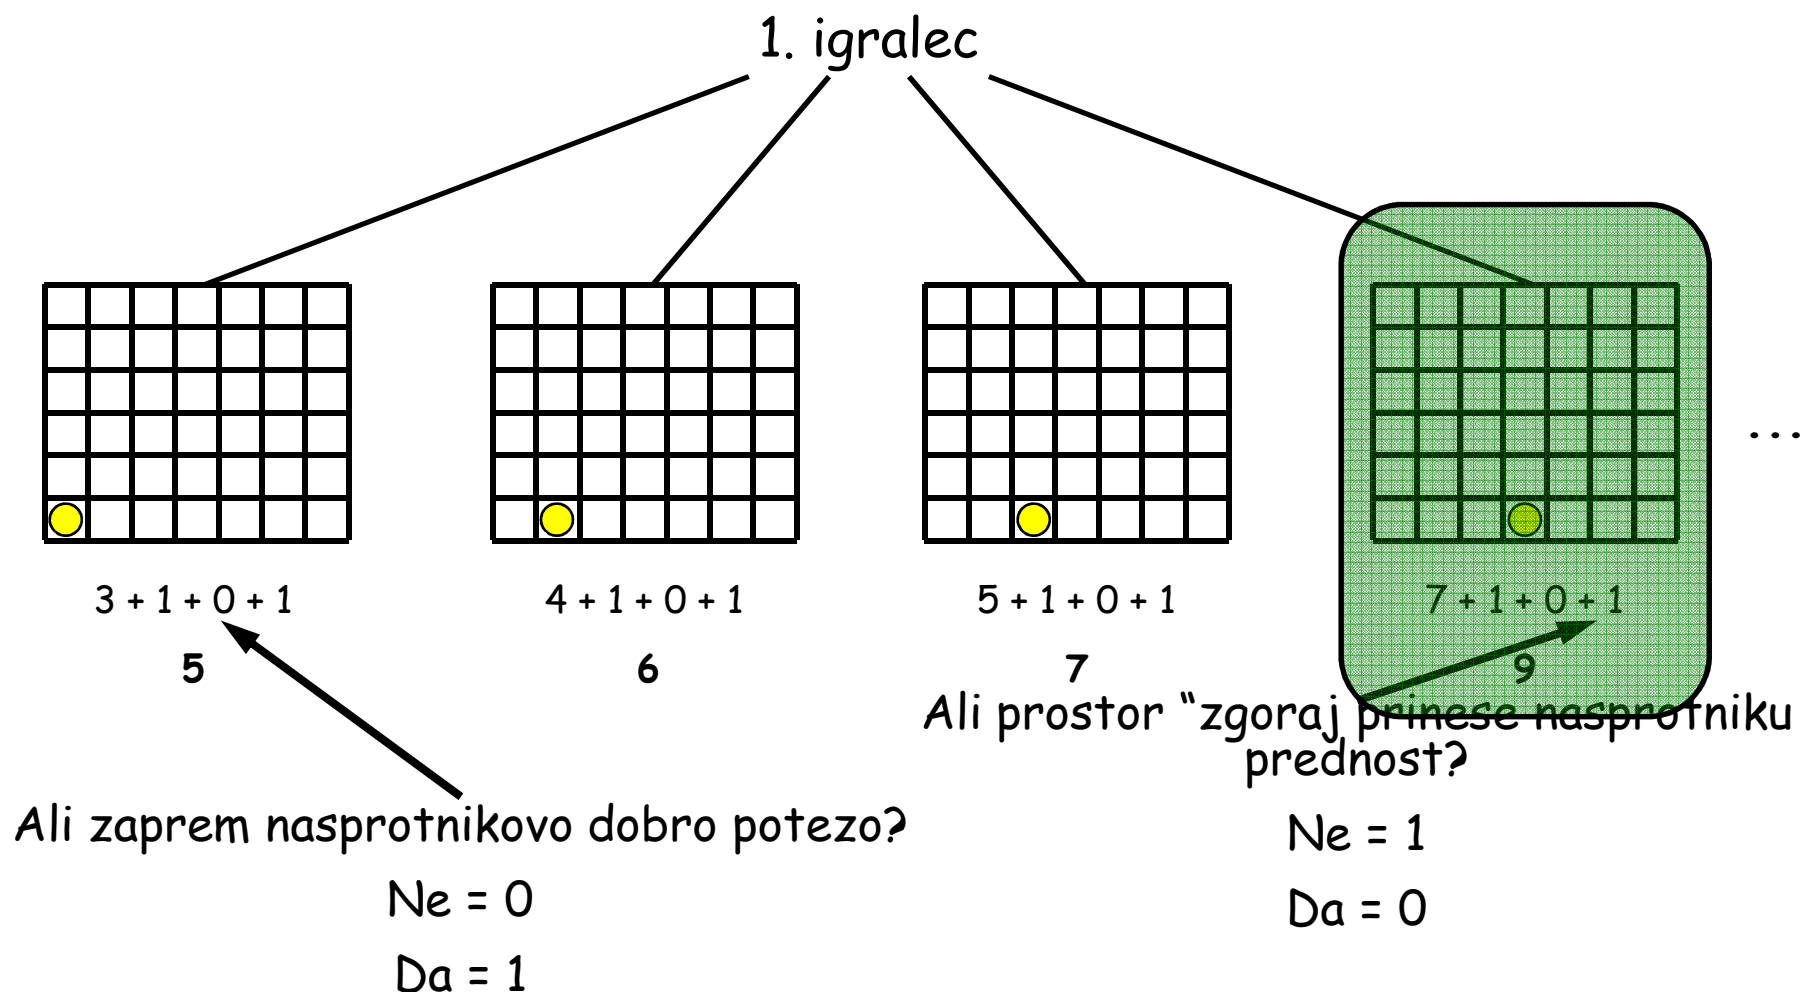 1. igralec
...
3 + 1 + 0 + 1
4 + 1 + 0 + 1
5 + 1 + 0 + 1
7 + 1 + 0 + 1
5
6
7
9
Ali prostor “zgoraj prinese nasprotniku
prednost?
Ne = 1
Da = 0
Ali zaprem nasprotnikovo dobro potezo?
Ne = 0
Da = 1